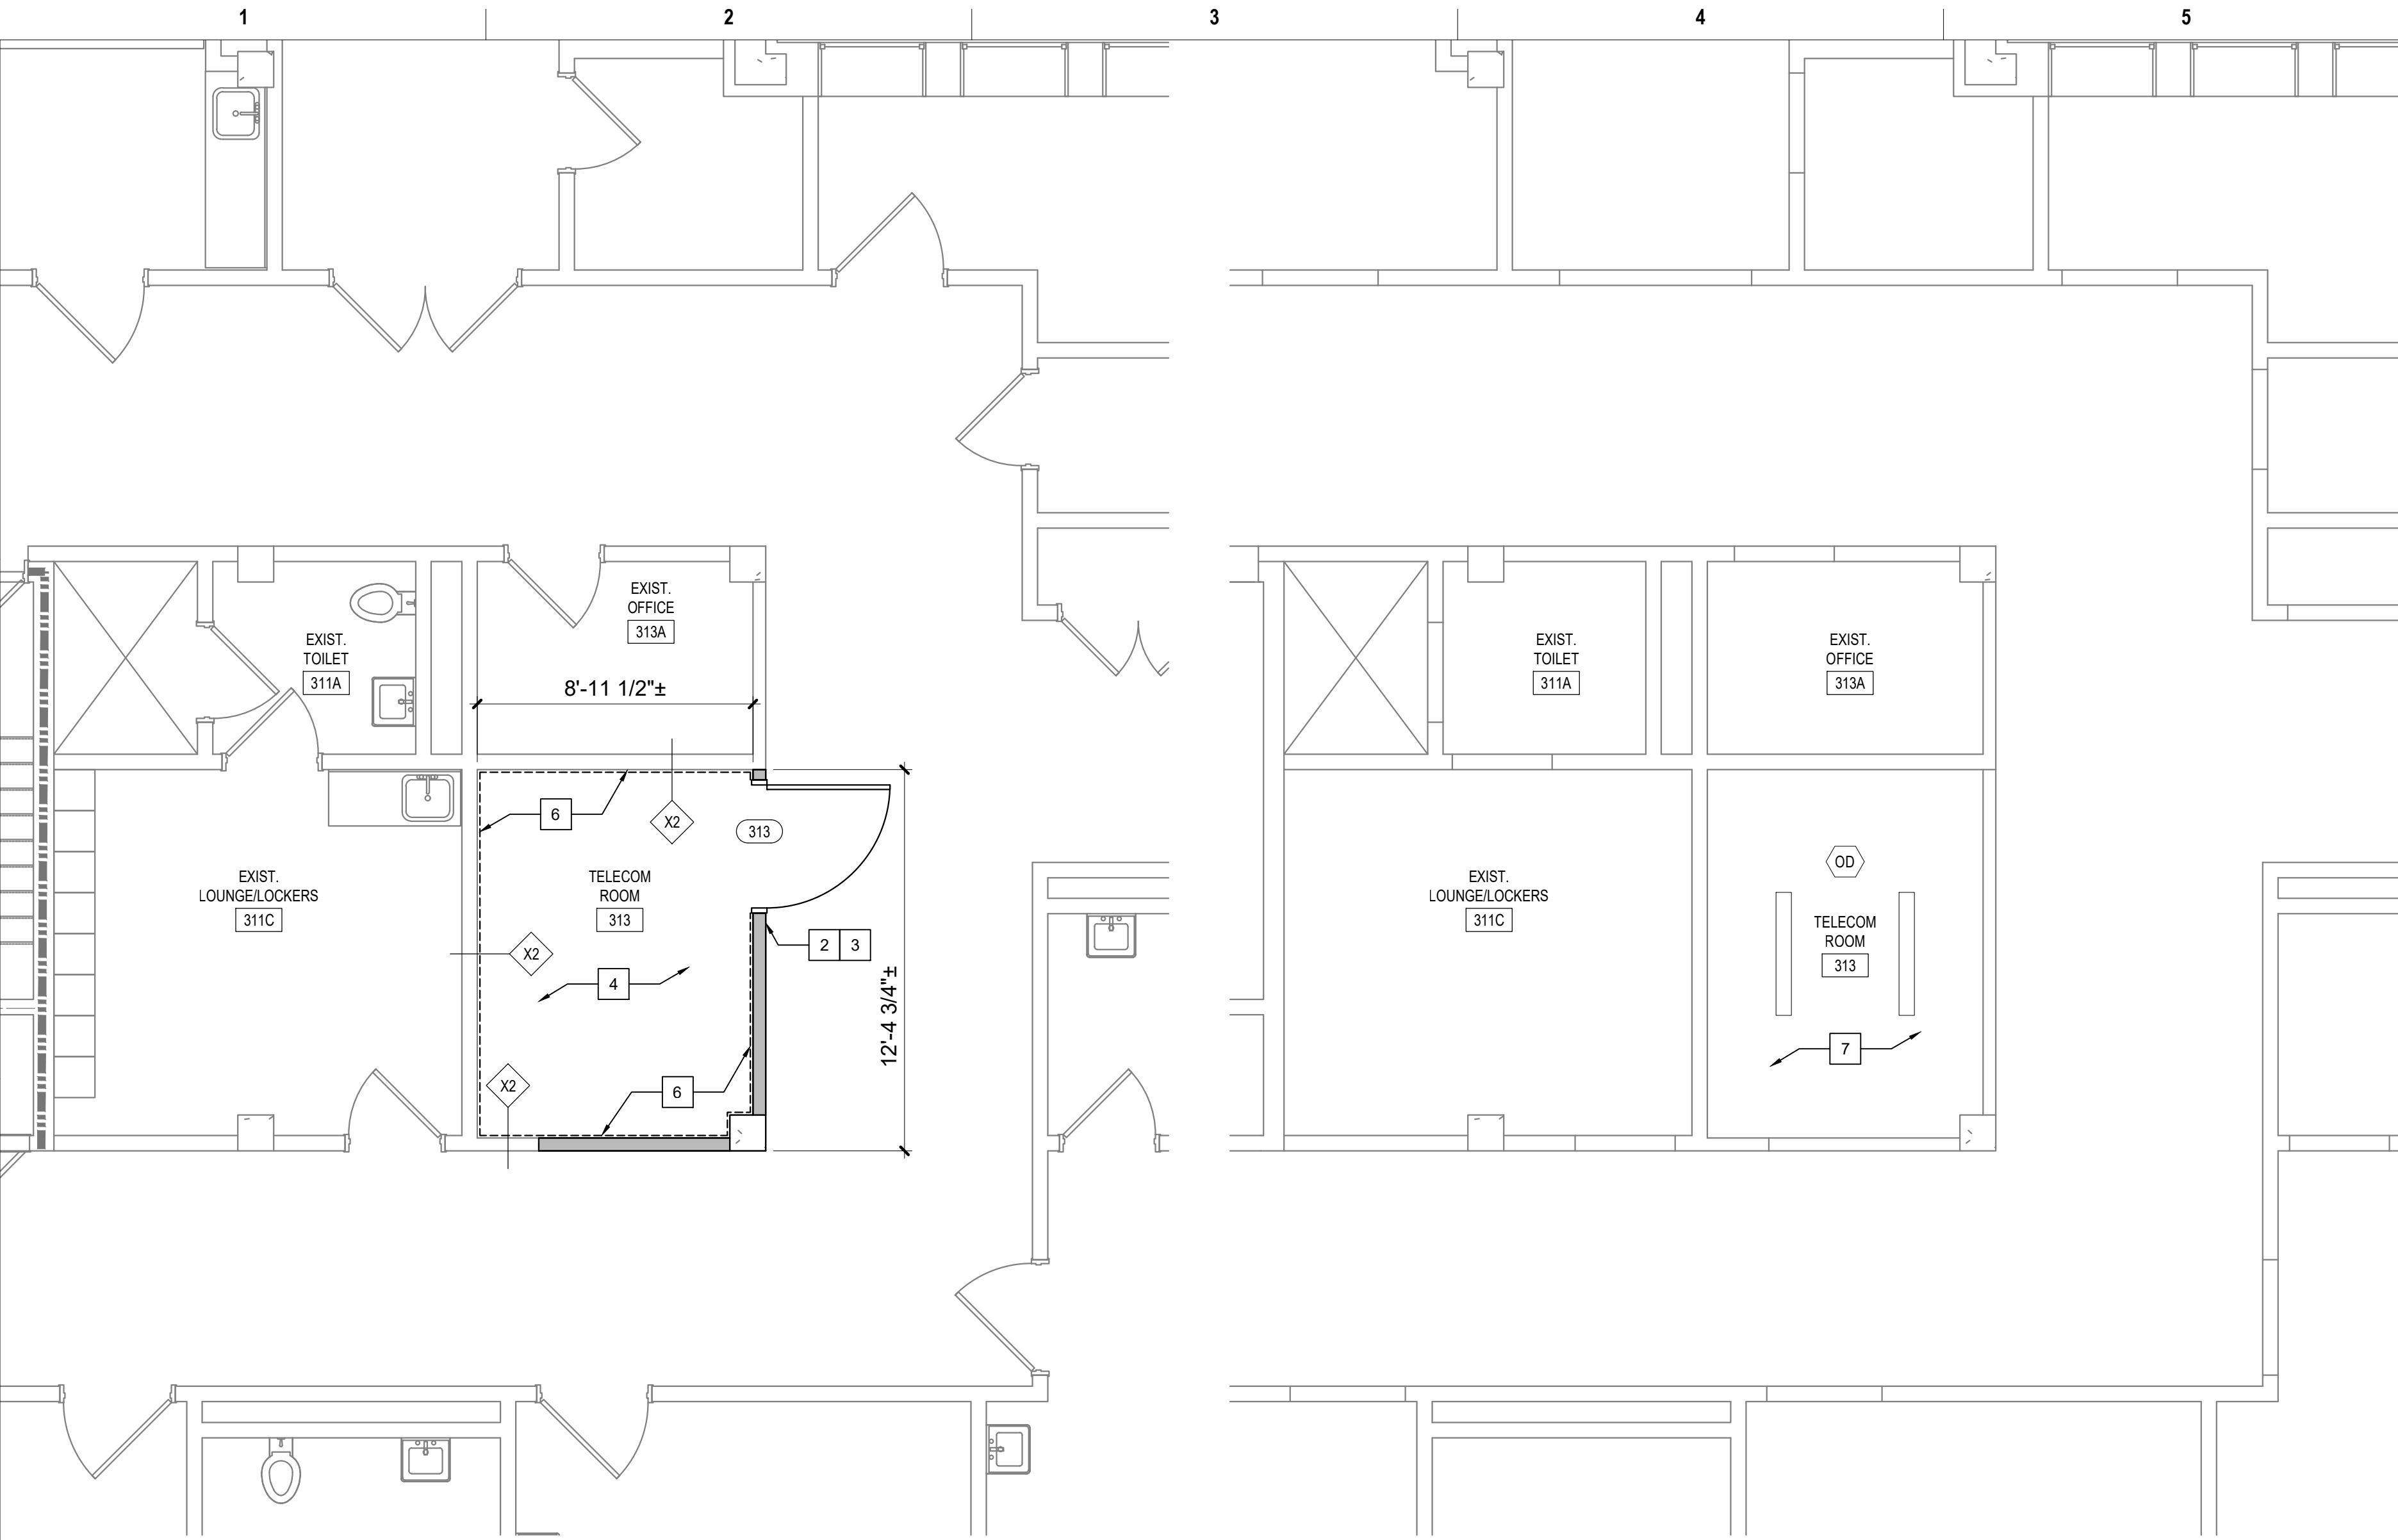 1
2
3
4
5
EXIST.
OFFICE
313A
EXIST.
TOILET
311A
8'-11 1/2"±
6
X2
313
EXIST.
LOUNGE/LOCKERS
311C
TELECOM
ROOM
313
2 3
X2
4
12'-4 3/4"±
X2
6
EXIST.
TOILET
311A
EXIST.
OFFICE
313A
OD
EXIST.
LOUNGE/LOCKERS
311C
TELECOM
ROOM
313
7